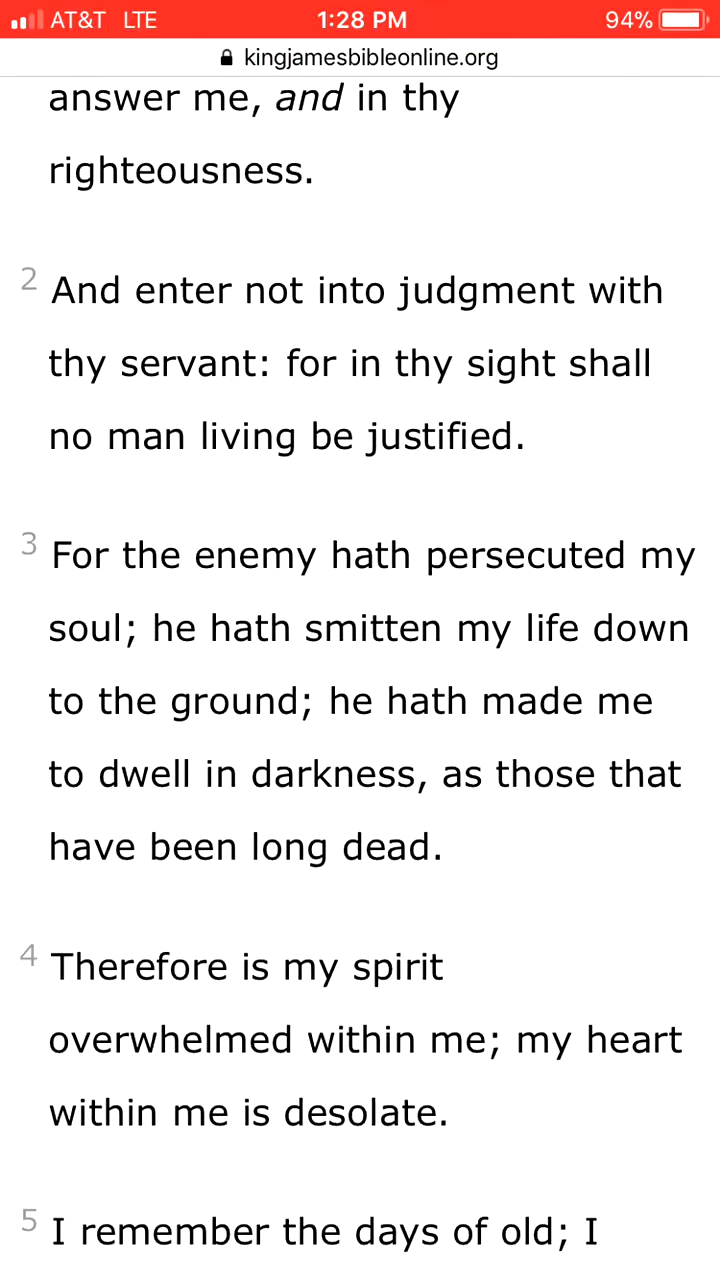 AT&T LTE 1:28 PM 94%
kingjamesbibleonline.org
answer me, and in thy
righteousness.
2 And enter not into judgment with
thy servant: for in thy sight shall
no man living be justified.
3 For the enemy hath persecuted my
soul; he hath smitten my life down
to the ground; he hath made me
to dwell in darkness, as those that
have been long dead.
4 Therefore is my spirit
overwhelmed within me; my heart
within me is desolate.
5 I remember the days of old; I